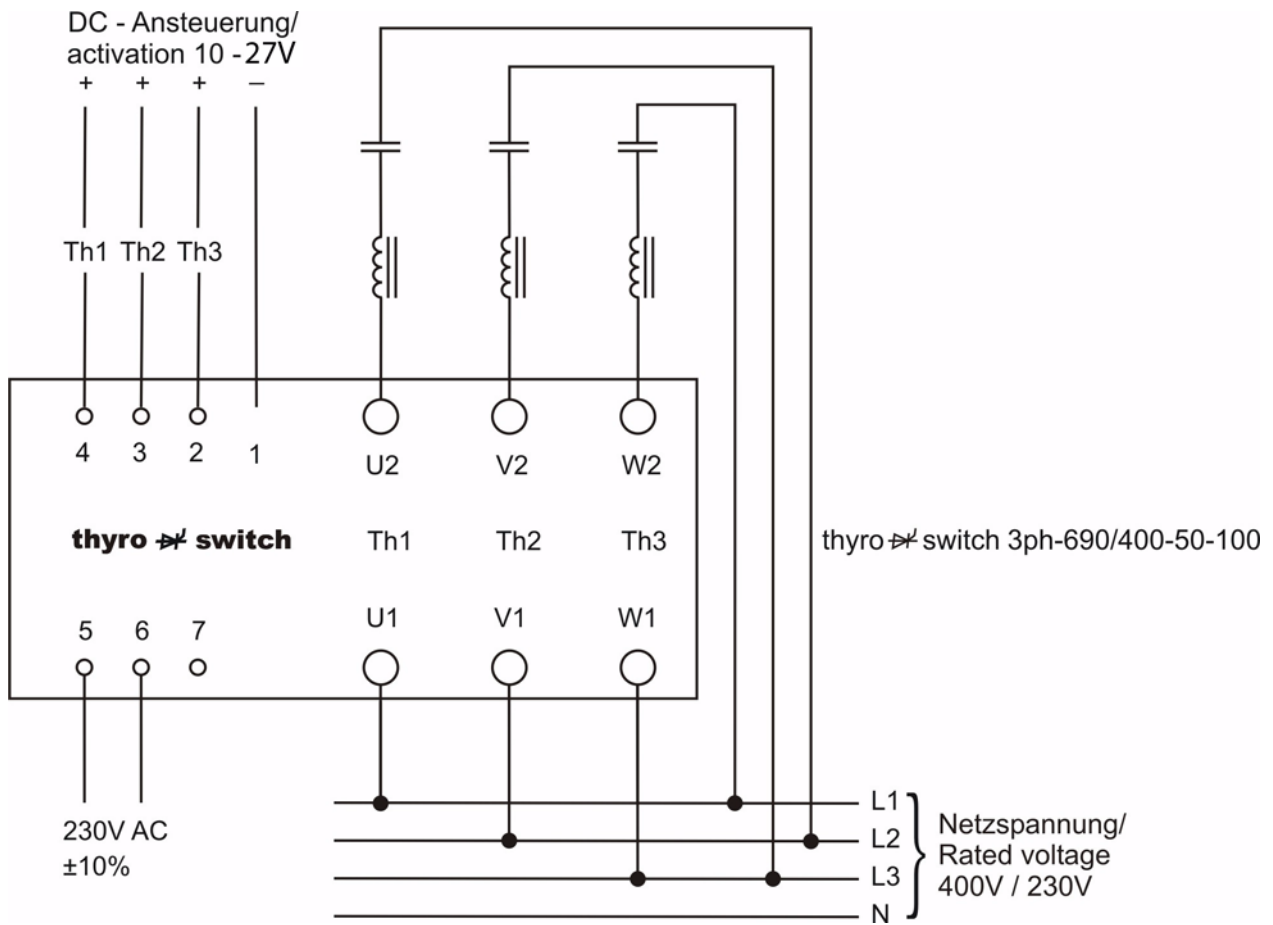 DC - Ansteuerung/
activation 10 -27V
+ + + –
Th1 Th2 Th3
4 3 2 1
U2 V2 W2
thyro switch
Th1 Th2 Th3
thyro switch 3ph-690/400-50-100
5 6 7
U1 V1 W1
230V AC
±10%
L1
L2
L3
N
Netzspannung/
Rated voltage
400V / 230V